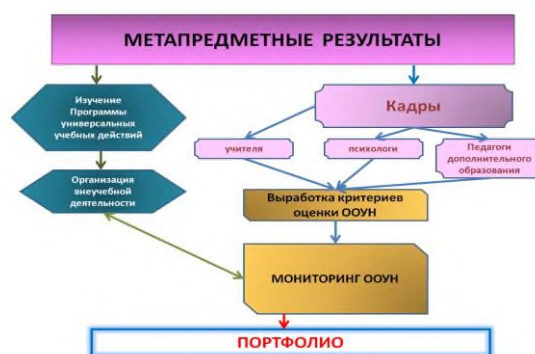 МЕТАПРЕДМЕТНЫЕ РЕЗУЛЬТАТЫ
Изучение
Программы
универсальных
учебных действий
Кадры
учителя
психологи
Педагоги
дополнительного
образования
Организация
внеучебной
деятельности
Выработка критериев
оценки ООУН
МОНИТОРИНГ ООУН
ПОРТФОЛИО